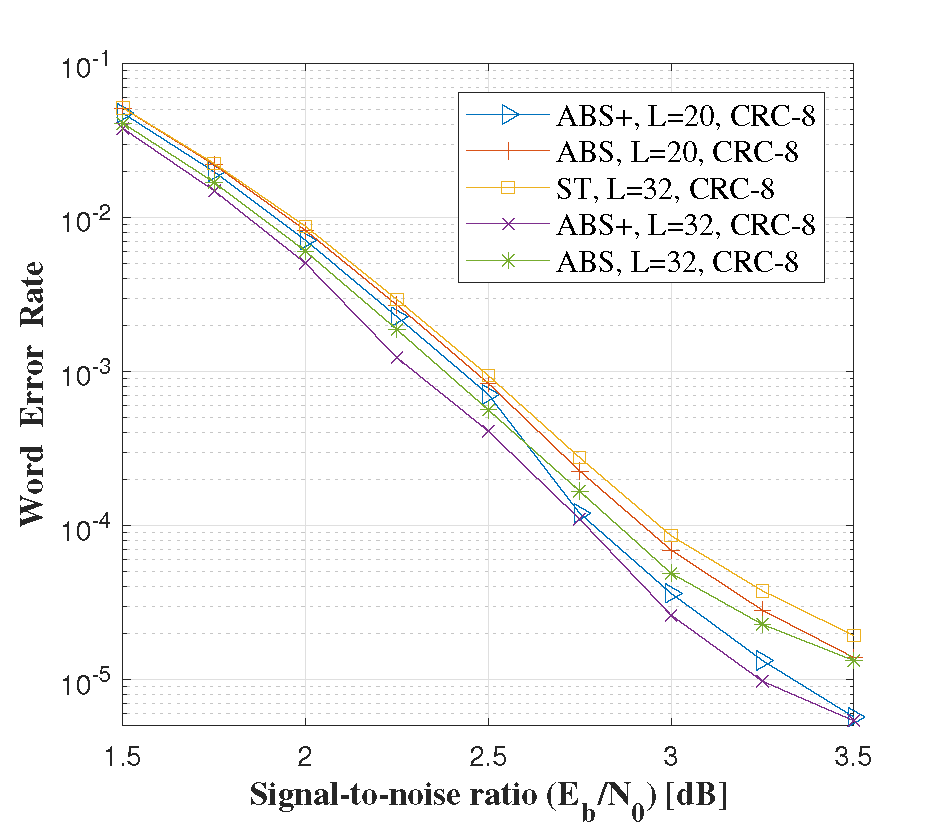 10^-1
10^-2
10^-3
10^-4
10^-5
Word Error Rate
ABS+, L=20, CRC-8
ABS, L=20, CRC-8
ST, L=32, CRC-8
ABS+, L=32, CRC-8
ABS, L=32, CRC-8
1.5 2 2.5 3 3.5
Signal-to-noise ratio (E_b/N_0) [dB]